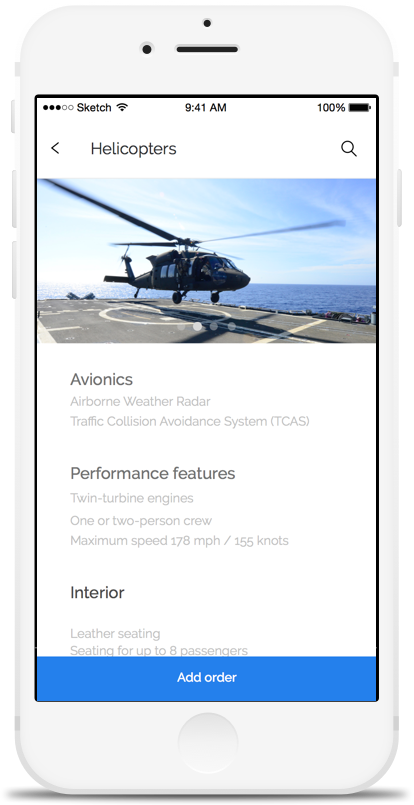 Sketch 9:41 AM 100%
Helicopters
Avionics
Airborne Weather Radar
Traffic Collision Avoidance System (TCAS)
Performance features
Twin-turbine engines
One or two-person crew
Maximum speed 178 mph / 155 knots
Interior
Leather seating
Seating for up to 8 passengers
Add order